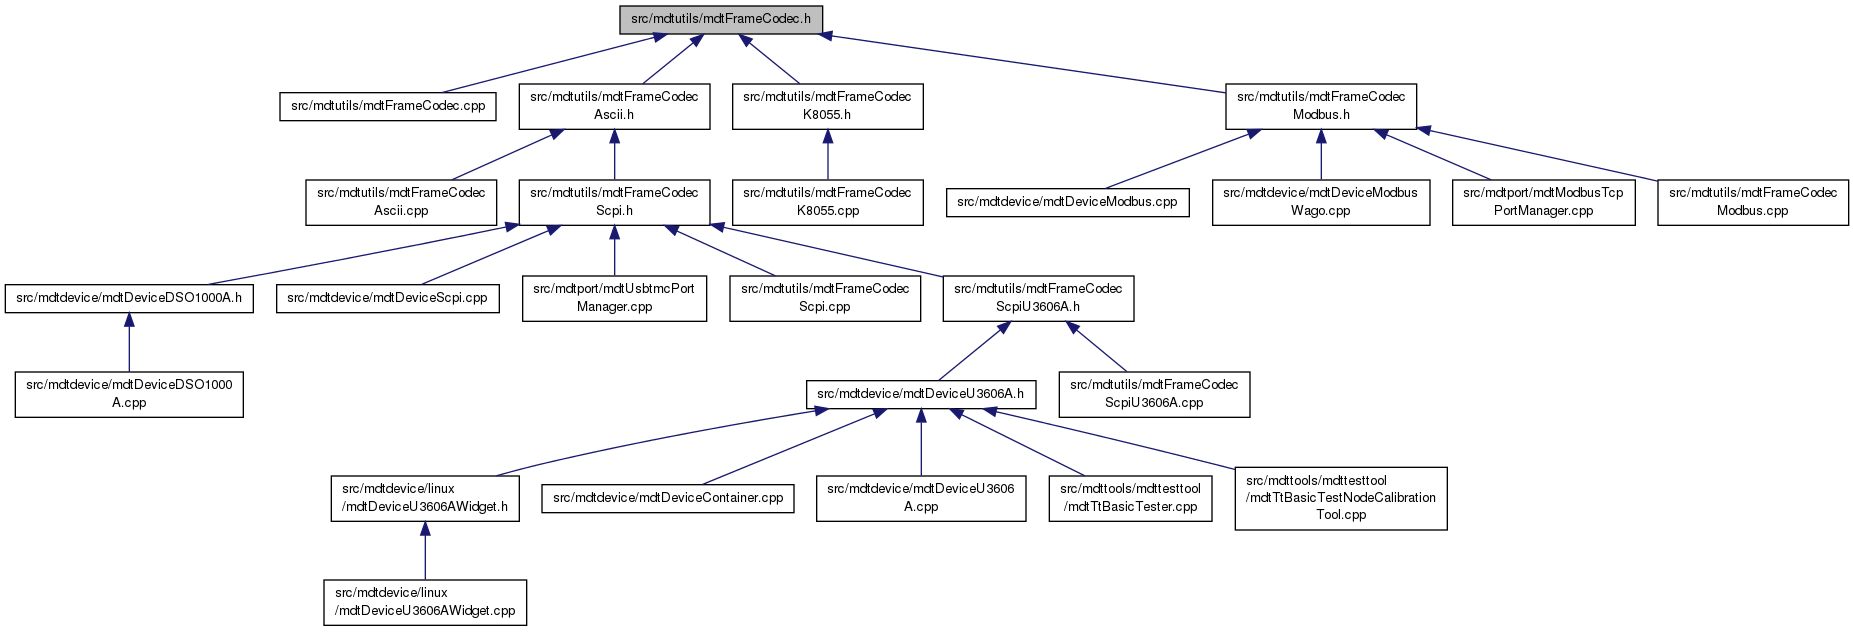 src/mdtutils/mdtFrameCodec.h
src/mdtutils/mdtFrameCodec.cpp
src/mdtutils/mdtFrameCodec
Ascii.h
src/mdtutils/mdtFrameCodec
K8055.h
src/mdtutils/mdtFrameCodec
Modbus.h
src/mdtutils/mdtFrameCodec
Ascii.cpp
src/mdtutils/mdtFrameCodec
Scpi.h
src/mdtutils/mdtFrameCodec
K8055.cpp
src/mdtdevice/mdtDeviceModbus.cpp
src/mdtdevice/mdtDeviceModbus
Wago.cpp
src/mdtport/mdtModbusTcp
PortManager.cpp
src/mdtutils/mdtFrameCodec
Modbus.cpp
src/mdtdevice/mdtDeviceDSO1000A.h
src/mdtdevice/mdtDeviceScpi.cpp
src/mdtport/mdtUsbtmcPort
Manager.cpp
src/mdtutils/mdtFrameCodec
Scpi.cpp
src/mdtutils/mdtFrameCodec
ScpiU3606A.h
src/mdtdevice/mdtDeviceDSO1000
A.cpp
src/mdtdevice/mdtDeviceU3606A.h
src/mdtutils/mdtFrameCodec
ScpiU3606A.cpp
src/mdtdevice/linux
/mdtDeviceU3606AWidget.h
src/mdtdevice/mdtDeviceContainer.cpp
src/mdtdevice/mdtDeviceU3606
A.cpp
src/mdttools/mdttesttool
/mdtTtBasicTester.cpp
src/mdttools/mdttesttool
/mdtTtBasicTestNodeCalibration
Tool.cpp
src/mdtdevice/linux
/mdtDeviceU3606AWidget.cpp